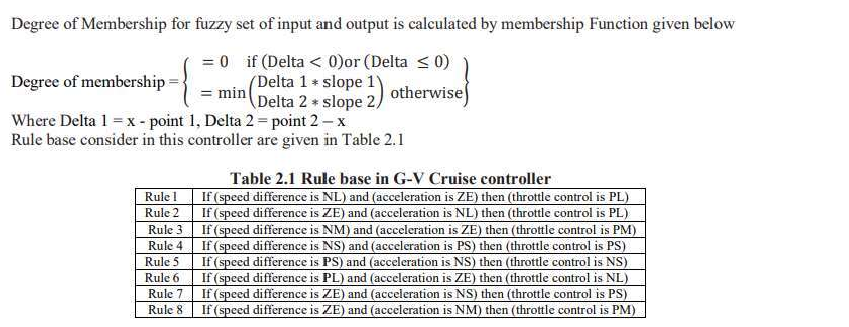 Degree of Membership for fuzzy set of input and output is calculated by membership Function given below
= 0 if (Delta < 0)or (Delta ≤ 0)
Degree of membership = { = min(Delta 1 ∗ slope 1
Delta 2 ∗ slope 2) otherwise}
Where Delta 1 = x - point 1, Delta 2 = point 2 – x
Rule base consider in this controller are given in Table 2.1
Table 2.1 Rule base in G-V Cruise controller
Rule 1 If (speed difference is NL) and (acceleration is ZE) then (throttle control is PL)
Rule 2 If (speed difference is ZE) and (acceleration is NL) then (throttle control is PL)
Rule 3 If (speed difference is NM) and (acceleration is ZE) then (throttle control is PM)
Rule 4 If (speed difference is NS) and (acceleration is PS) then (throttle control is PS)
Rule 5 If (speed difference is PS) and (acceleration is NS) then (throttle control is NS)
Rule 6 If (speed difference is PL) and (acceleration is ZE) then (throttle control is NL)
Rule 7 If (speed difference is ZE) and (acceleration is NS) then (throttle control is PS)
Rule 8 If (speed difference is ZE) and (acceleration is NM) then (throttle control is PM)